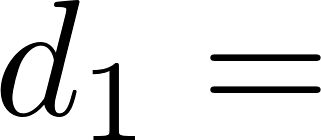 d₁ =